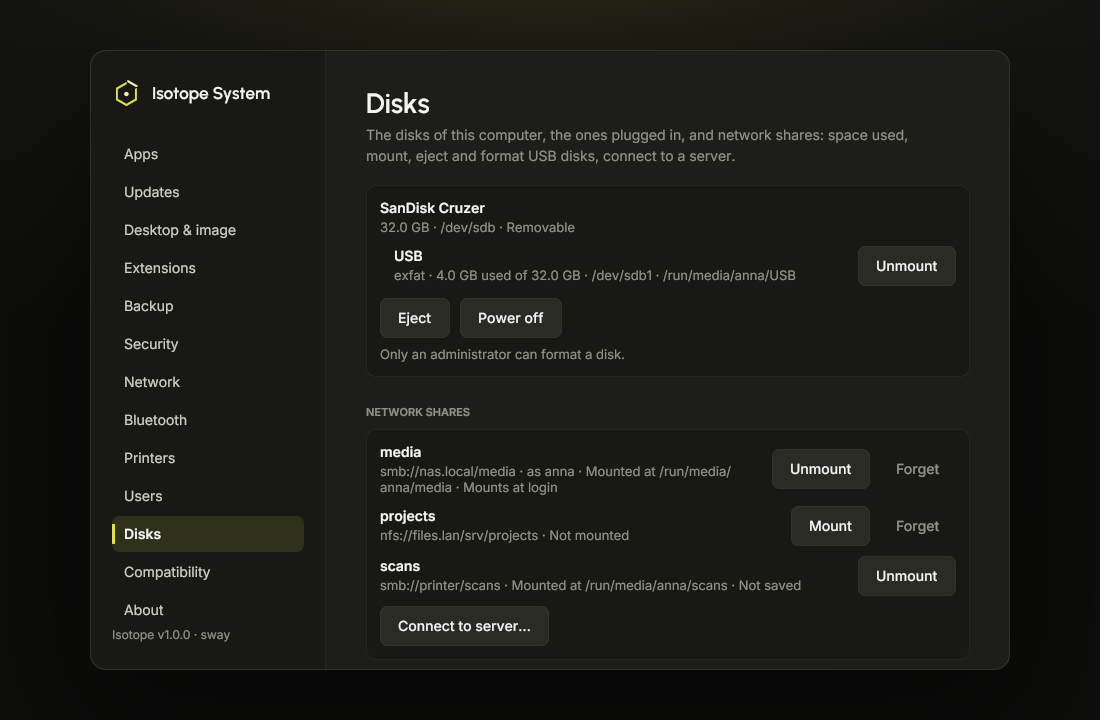 Isotope System
Apps
Updates
Desktop & image
Extensions
Backup
Security
Network
Bluetooth
Printers
Users
Disks
Compatibility
About
Isotope v1.0.0 · sway
Disks
The disks of this computer, the ones plugged in, and network shares: space used,
mount, eject and format USB disks, connect to a server.
SanDisk Cruzer
32.0 GB · /dev/sdb · Removable
USB
exfat · 4.0 GB used of 32.0 GB · /dev/sdb1 · /run/media/anna/USB
Unmount
Eject
Power off
Only an administrator can format a disk.
NETWORK SHARES
media
smb://nas.local/media · as anna · Mounted at /run/media/
anna/media · Mounts at login
Unmount
Forget
projects
nfs://files.lan/srv/projects · Not mounted
Mount
Forget
scans
smb://printer/scans · Mounted at /run/media/anna/scans · Not saved
Unmount
Connect to server...